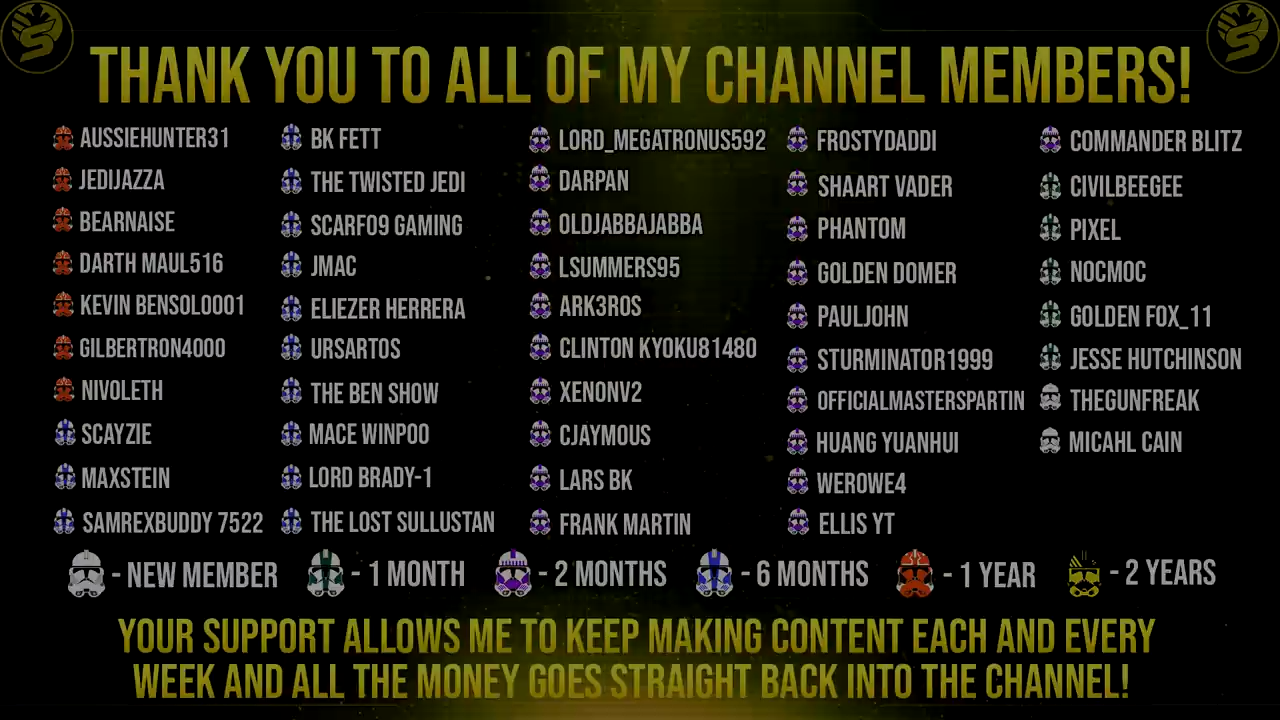 THANK YOU TO ALL OF MY CHANNEL MEMBERS!
AUSSIEHUNTER31
JEDIJAZZA
BEARNAISE
DARTH MAUL516
KEVIN BENSOLO001
GILBERTRON4000
NIVOLETH
SCAYZIE
MAXSTEIN
SAMREXBUDDY 7522
BK FETT
THE TWISTED JEDI
SCARFO9 GAMING
JMAC
ELIEZER HERRERA
URSARTOS
THE BEN SHOW
MACE WINPOO
LORD BRADY-1
THE LOST SULLUSTAN
LORD_MEGATRONUS592
DARPAN
OLDJABBAJABBA
LSUMMERS95
ARK3ROS
CLINTON KYOKU81480
XENONV2
CJAYMOUS
LARS BK
FRANK MARTIN
FROSTYDADDI
SHAART VADER
PHANTOM
GOLDEN DOMER
PAULJOHN
STURMINATOR1999
OFFICIALMASTERSPARTIN
HUANG YUANHUI
WEROWE4
ELLIS YT
COMMANDER BLITZ
CIVILBEEGEE
PIXEL
NOCMOC
GOLDEN FOX_11
JESSE HUTCHINSON
THEGUNFREAK
MICAHL CAIN
- NEW MEMBER - 1 MONTH - 2 MONTHS - 6 MONTHS - 1 YEAR - 2 YEARS
YOUR SUPPORT ALLOWS ME TO KEEP MAKING CONTENT EACH AND EVERY
WEEK AND ALL THE MONEY GOES STRAIGHT BACK INTO THE CHANNEL!